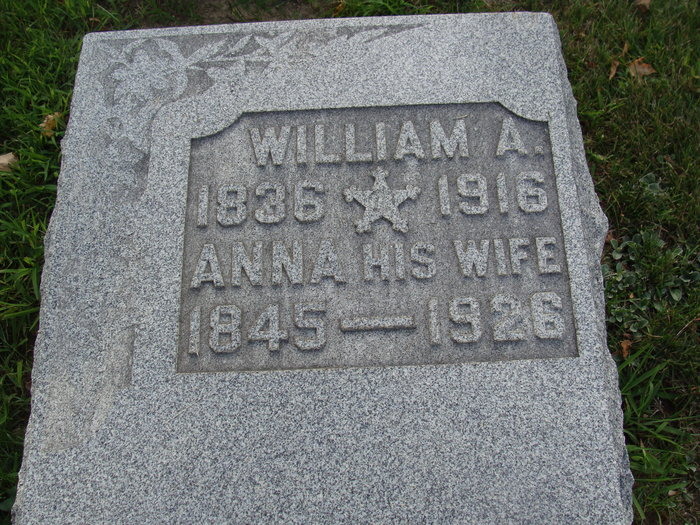 WILLIAM A.
1836 1916
ANNA HIS WIFE
1845 — 1926